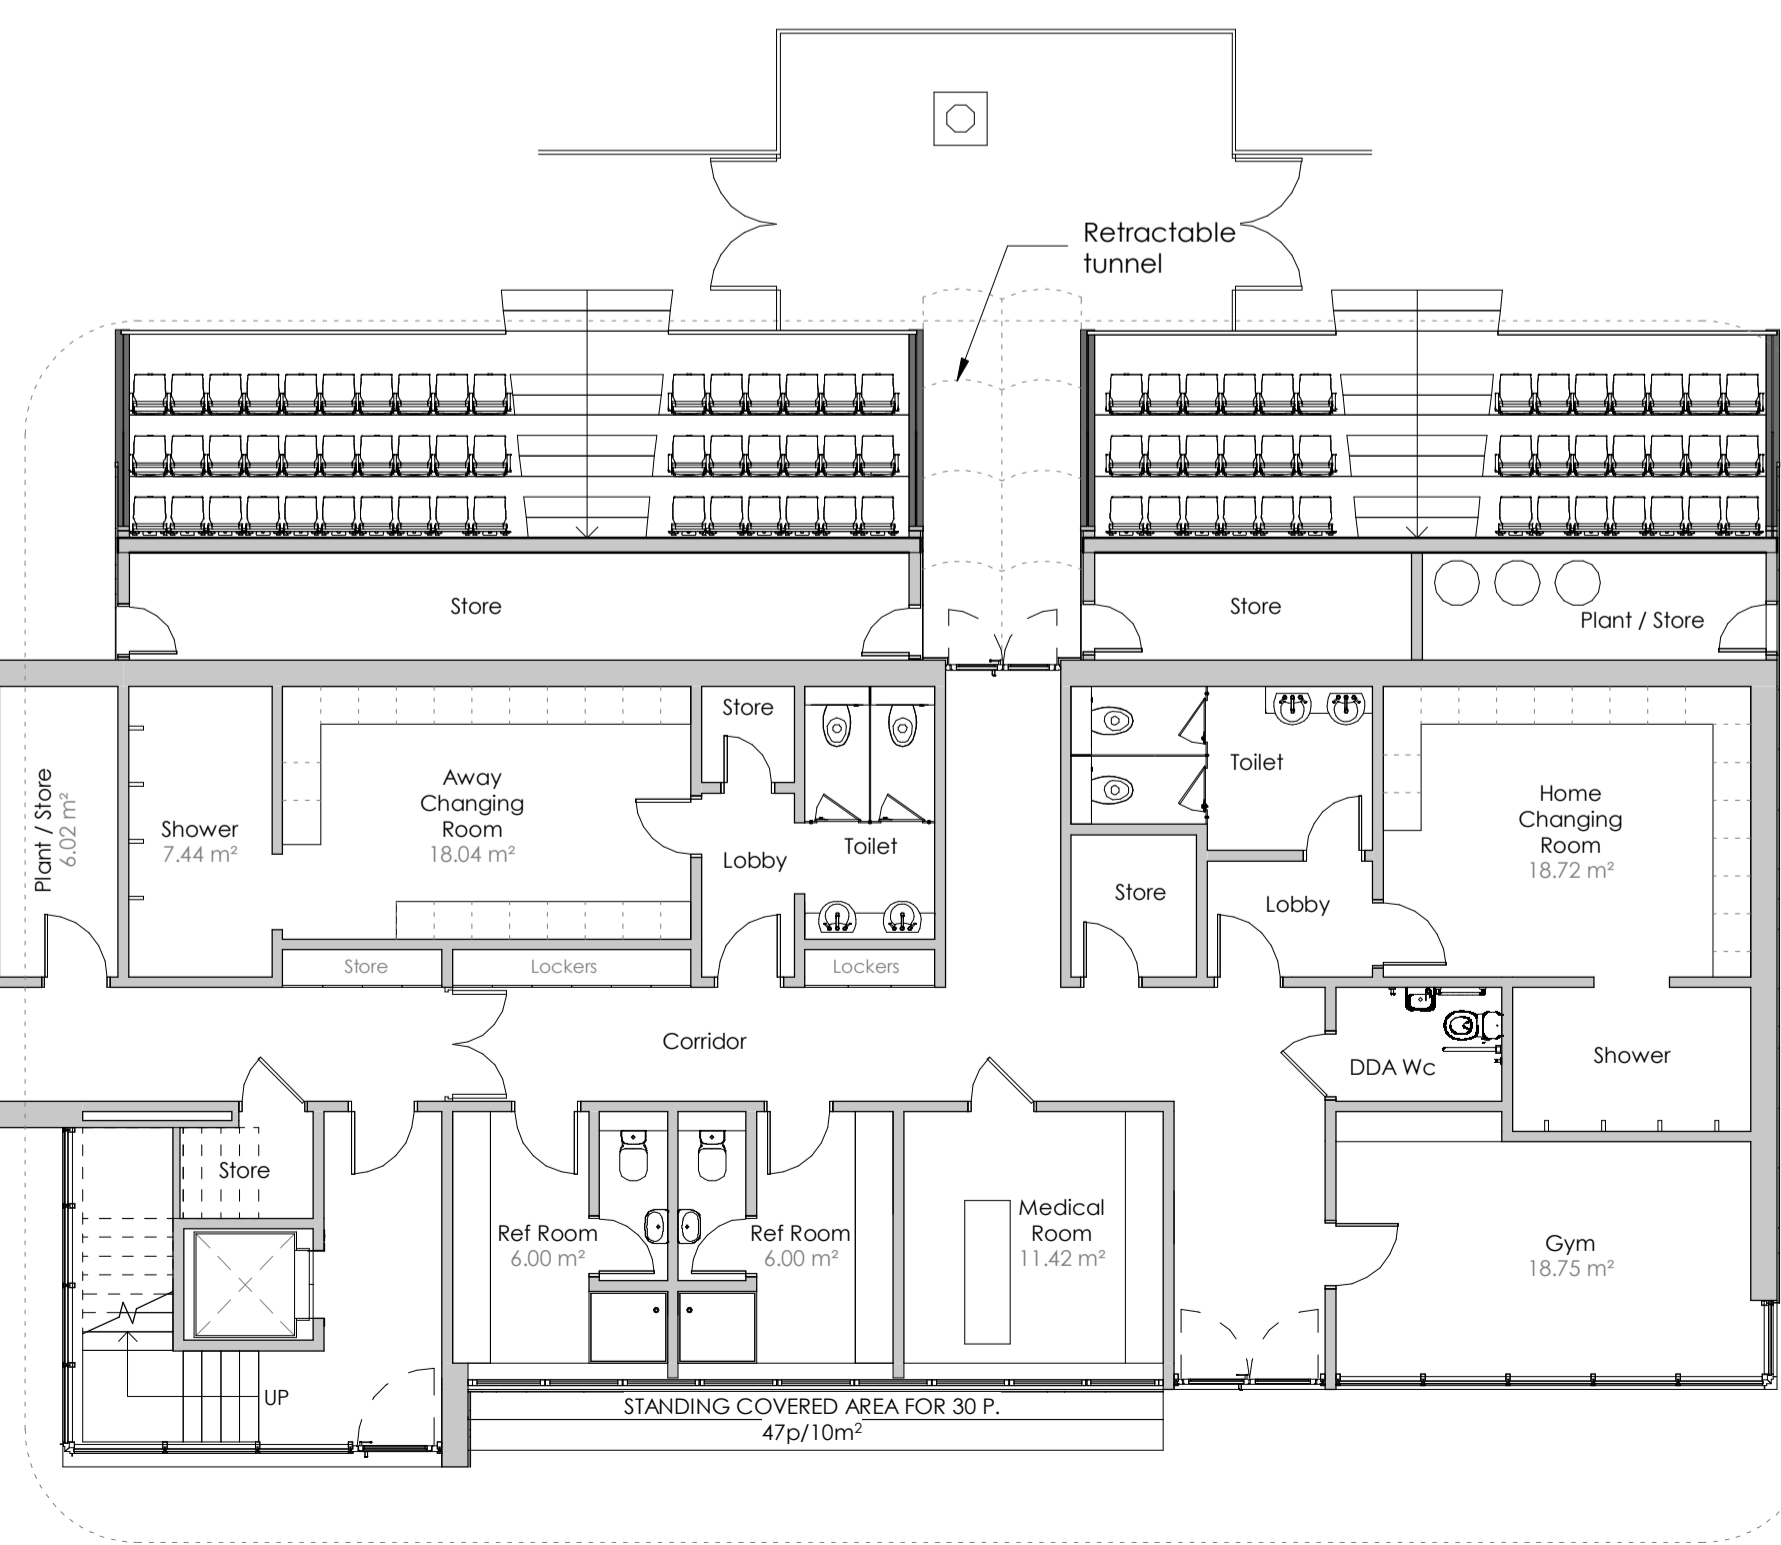 Retractable
tunnel
Store
Store
Plant / Store
Plant / Store
6.02 m²
Shower
7.44 m²
Away
Changing
Room
18.04 m²
Store
Lobby
Toilet
Toilet
Store
Lobby
Home
Changing
Room
18.72 m²
Store
Lockers
Lockers
Corridor
DDA Wc
Shower
Store
Ref Room
6.00 m²
Ref Room
6.00 m²
Medical
Room
11.42 m²
Gym
18.75 m²
UP
STANDING COVERED AREA FOR 30 P.
47p/10m²